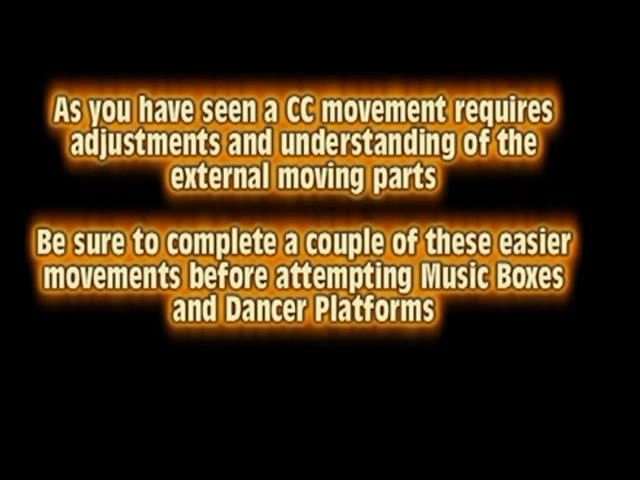 As you have seen a CC movement requires
adjustments and understanding of the
external moving parts
Be sure to complete a couple of these easier
movements before attempting Music Boxes
and Dancer Platforms